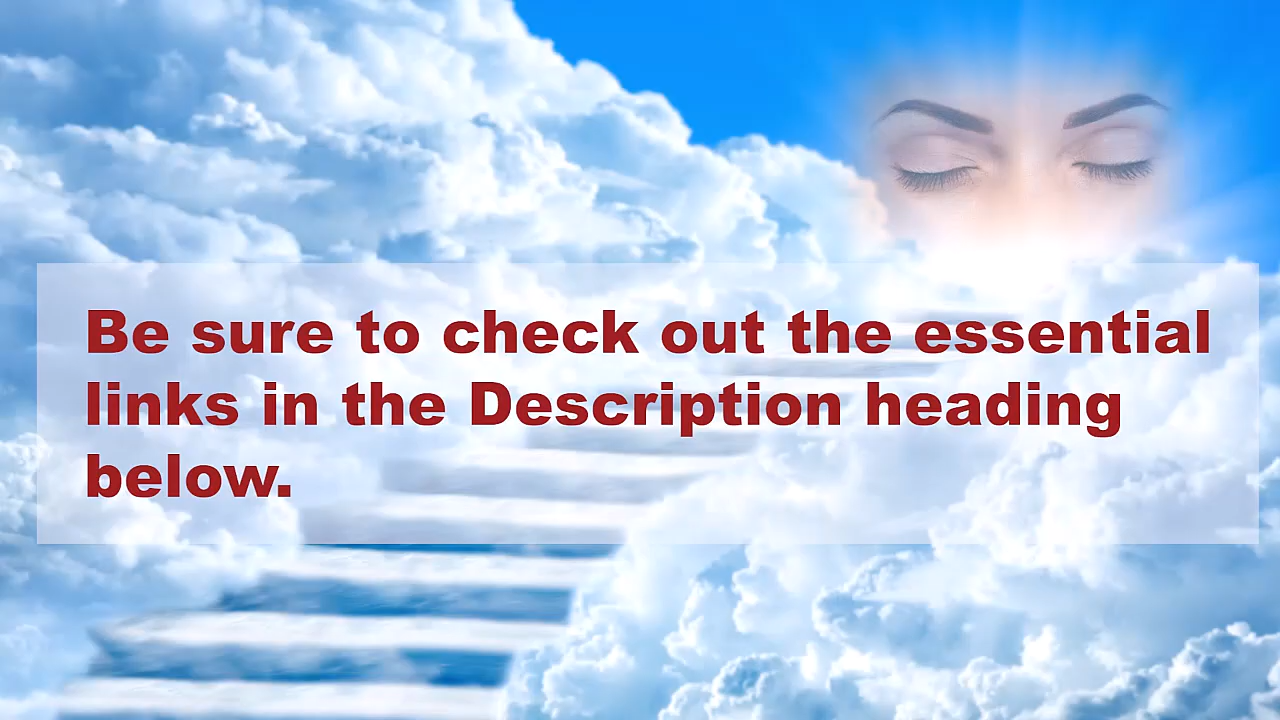 Be sure to check out the essential
links in the Description heading
below.